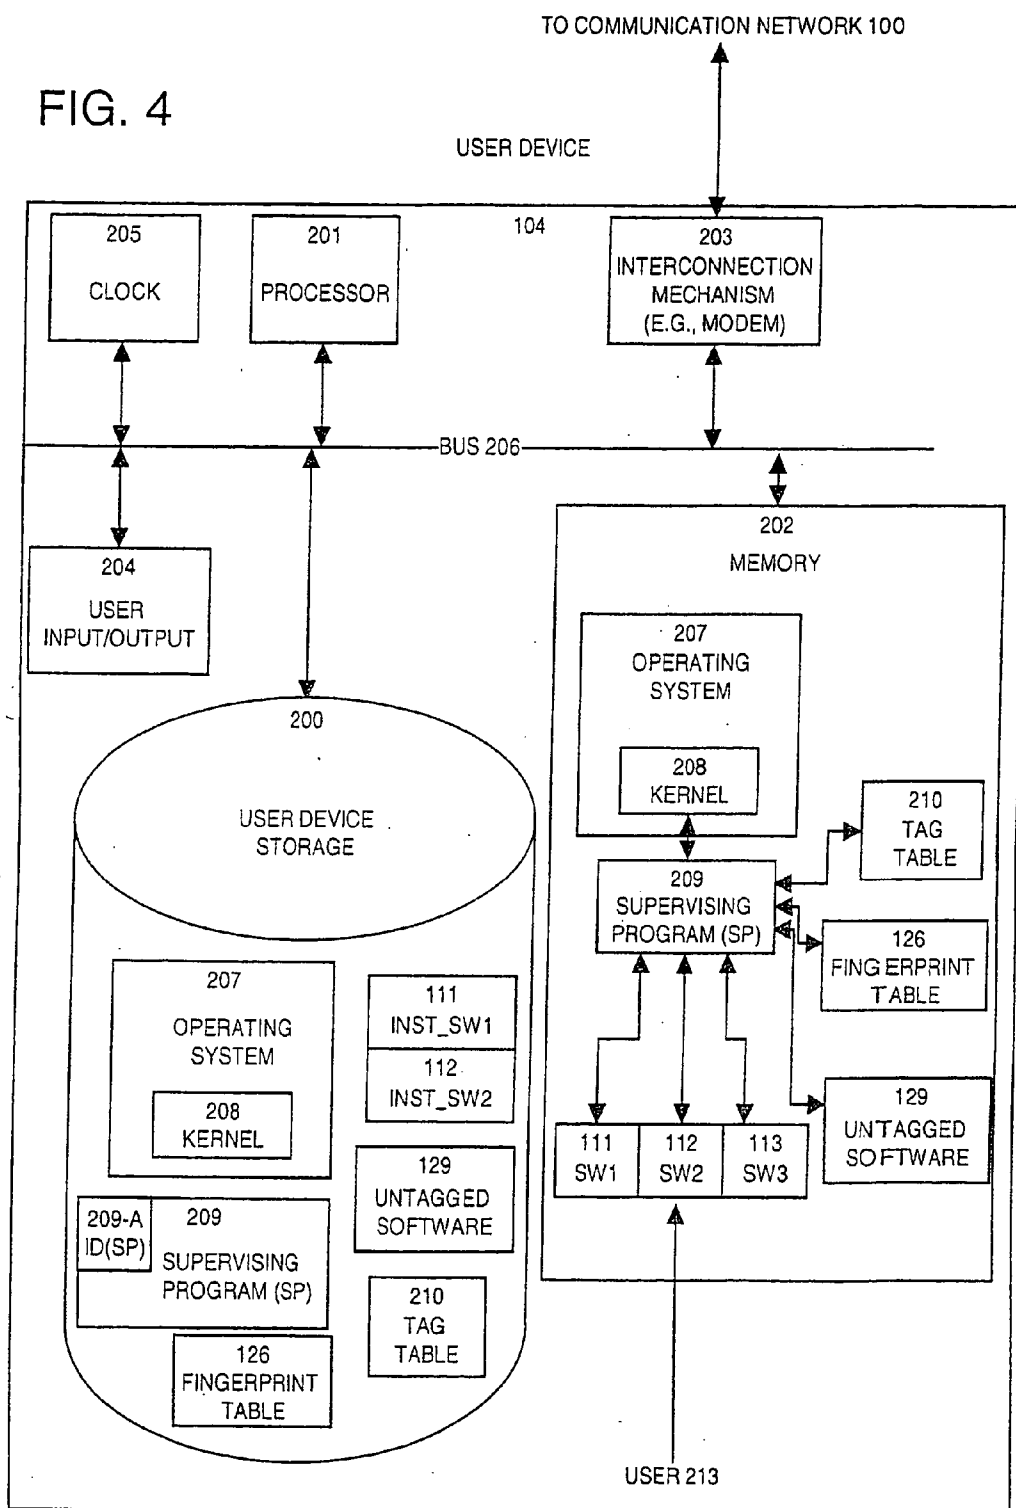 TO COMMUNICATION NETWORK 100
FIG. 4
USER DEVICE
104
205
CLOCK
201
PROCESSOR
203
INTERCONNECTION
MECHANISM
(E.G., MODEM)
BUS 206
204
USER
INPUT/OUTPUT
202
MEMORY
207
OPERATING
SYSTEM
208
KERNEL
210
TAG
TABLE
209
SUPERVISING
PROGRAM (SP)
126
FINGERPRINT
TABLE
129
UNTAGGED
SOFTWARE
111
SW1
112
SW2
113
SW3
200
USER DEVICE
STORAGE
207
OPERATING
SYSTEM
208
KERNEL
111
INST_SW1
112
INST_SW2
129
UNTAGGED
SOFTWARE
209-A
ID(SP)
209
SUPERVISING
PROGRAM (SP)
210
TAG
TABLE
126
FINGERPRINT
TABLE
USER 213